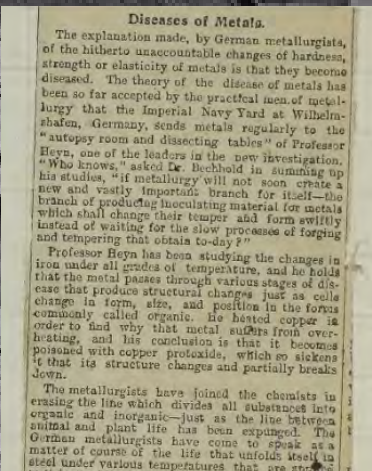 Diseases of Metals.
The explanation made, by German metallurgists,
of the hitherto unaccountable changes of hardness,
strength or elasticity of metals is that they become
diseased. The theory of the disease of metals has
been so far accepted by the practical men of metal-
lurgy that the Imperial Navy Yard at Wilhelm-
shafen, Germany, sends metals regularly to the
"autopsy room and dissecting tables" of Professor
Heyn, one of the leaders in the new investigation.
"Who knows," asked Dr. Bechhold in summing up
his studies, "if metallurgy will not soon create a
new and vastly important branch for itself—the
branch of producing inoculating material for metals
which shall change their temper and form swiftly
instead of waiting for the slow processes of forging
and tempering that obtain to-day?"
Professor Heyn has been studying the changes in
iron under all grades of temperature, and he holds
that the metal passes through various stages of dis-
ease that produce structural changes just as cells
change in form, size, and position in the forms
commonly called organic. He heated copper in
order to find why that metal suffers from over-
heating, and his conclusion is that it becomes
poisoned with copper protoxide, which so sickens
it that its structure changes and partially breaks
down.
The metallurgists have joined the chemists in
erasing the line which divides all substances into
organic and inorganic—just as the line between
animal and plant life has been expunged. The
German metallurgists have come to speak as a
matter of course of the life that unfolds itself in
steel under various temperatures that are